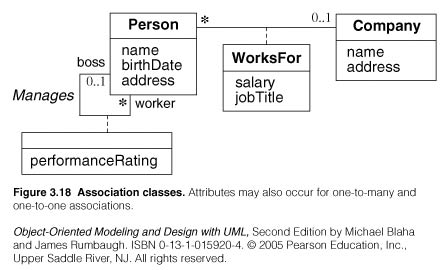 Person
name
birthDate
address
*
0..1
Company
name
address
WorksFor
salary
jobTitle
boss
0..1
Manages
*
worker
performanceRating
Figure 3.18 Association classes. Attributes may also occur for one-to-many and
one-to-one associations.
Object-Oriented Modeling and Design with UML, Second Edition by Michael Blaha
and James Rumbaugh. ISBN 0-13-1-015920-4. © 2005 Pearson Education, Inc.,
Upper Saddle River, NJ. All rights reserved.